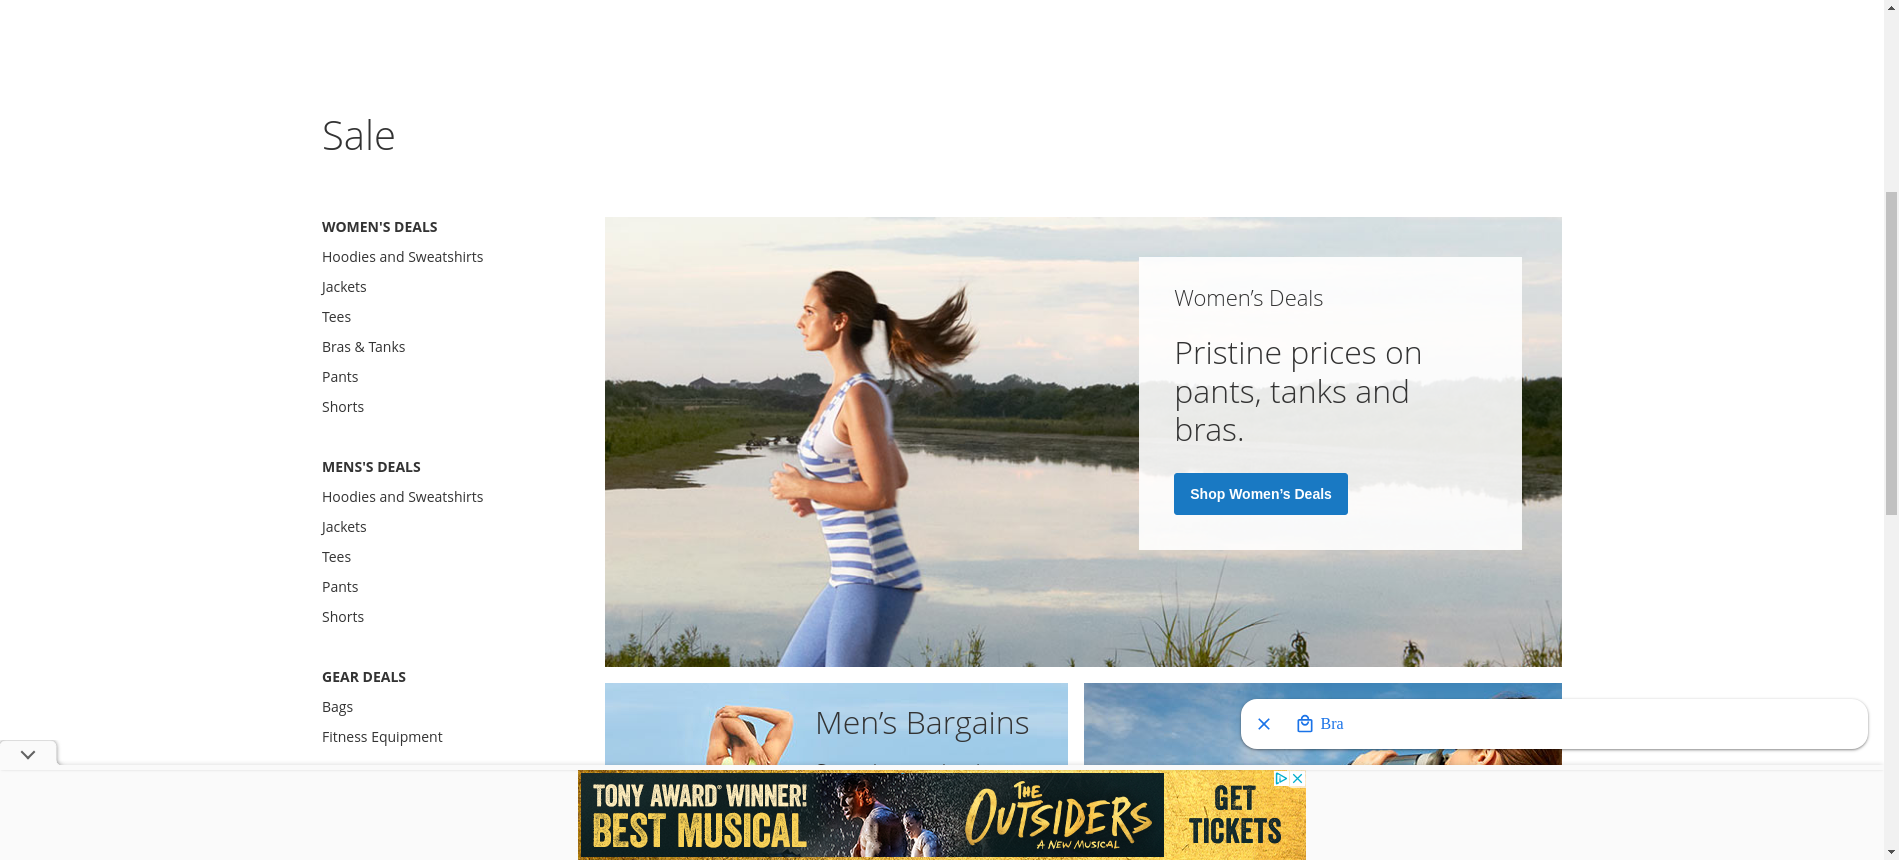 Sale
WOMEN'S DEALS
Hoodies and Sweatshirts
Jackets
Tees
Bras & Tanks
Pants
Shorts
MENS'S DEALS
Hoodies and Sweatshirts
Jackets
Tees
Pants
Shorts
GEAR DEALS
Bags
Fitness Equipment
Women’s Deals
Pristine prices on
pants, tanks and
bras.
Shop Women’s Deals
Men’s Bargains
Bra
TONY AWARD® WINNER!
BEST MUSICAL
THE
OUTSIDERS
A NEW MUSICAL
GET
TICKETS